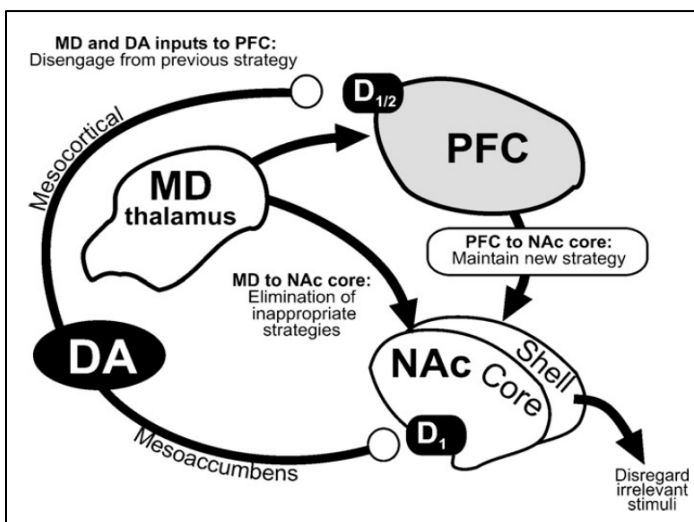 MD and DA inputs to PFC:
Disengage from previous strategy
D1/2
Mesocortical
PFC
MD
thalamus
PFC to NAc core:
Maintain new strategy
MD to NAc core:
Elimination of
inappropriate
strategies
DA
NAc
Core
Shell
D1
Mesoaccumbens
Disregard
irrelevant
stimuli